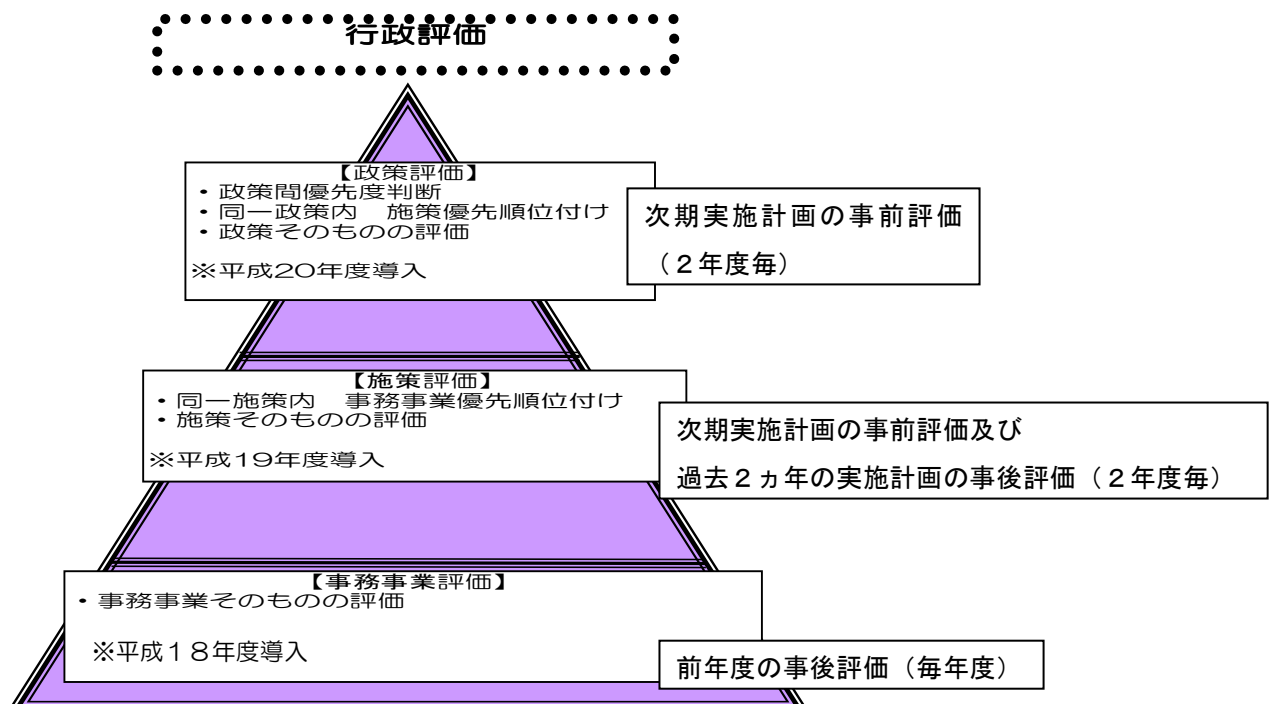 行政評価
【政策評価】
・政策間優先度判断
・同一政策内　施策優先順位付け
・政策そのものの評価
※平成20年度導入
次期実施計画の事前評価
（２年度毎）
【施策評価】
・同一施策内　事務事業優先順位付け
・施策そのものの評価
※平成19年度導入
次期実施計画の事前評価及び
過去２ヵ年の実施計画の事後評価（２年度毎）
【事務事業評価】
・事務事業そのものの評価
※平成１８年度導入
前年度の事後評価（毎年度）